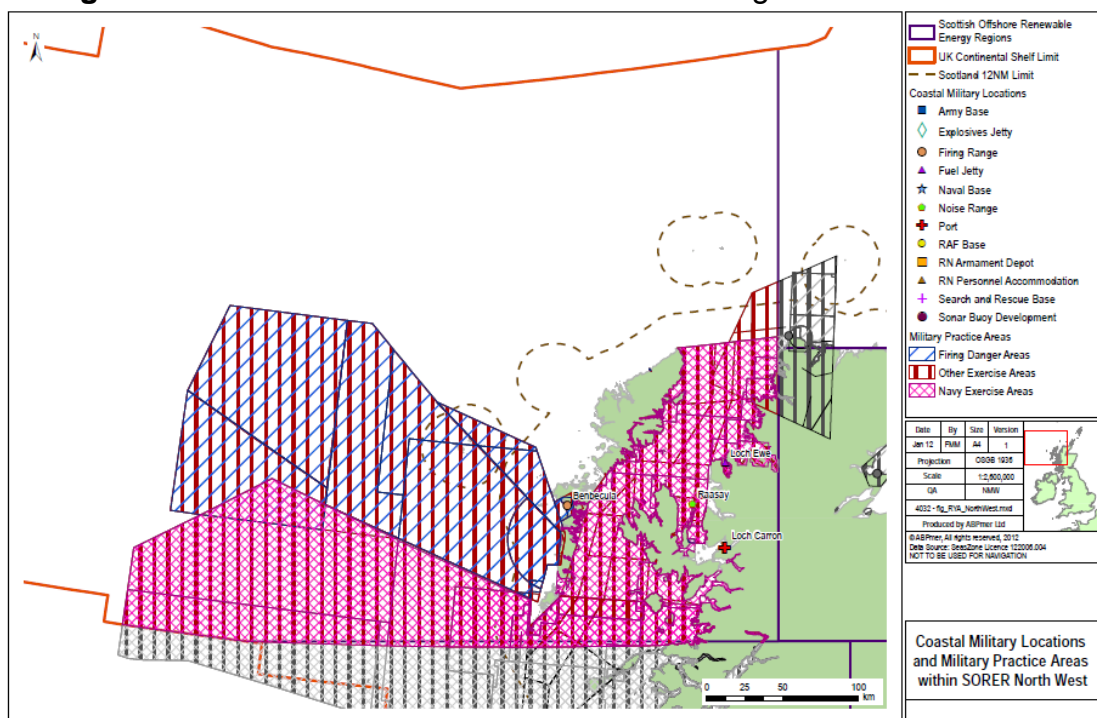 N
Scottish Offshore Renewable
Energy Regions
UK Continental Shelf Limit
Scotland 12NM Limit
Coastal Military Locations
Army Base
Explosives Jetty
Firing Range
Fuel Jetty
Naval Base
Noise Range
Port
RAF Base
RN Armament Depot
RN Personnel Accommodation
Search and Rescue Base
Sonar Buoy Development
Military Practice Areas
Firing Danger Areas
Other Exercise Areas
Navy Exercise Areas
Loch Ewe
Benbecula
Raasay
Loch Carron
0 25 50 100
km
Date By Size Version
Jan 12 FMM A4 1
Projection OSGB 1936
Scale 1:2,600,000
QA NMW
4032 - fig_RYA_NorthWest.mxd
Produced by ABPmer Ltd
© ABPmer, All rights reserved, 2012
Data Source: SeaZone Licence 122006.004
NOT TO BE USED FOR NAVIGATION
Coastal Military Locations
and Military Practice Areas
within SORER North West